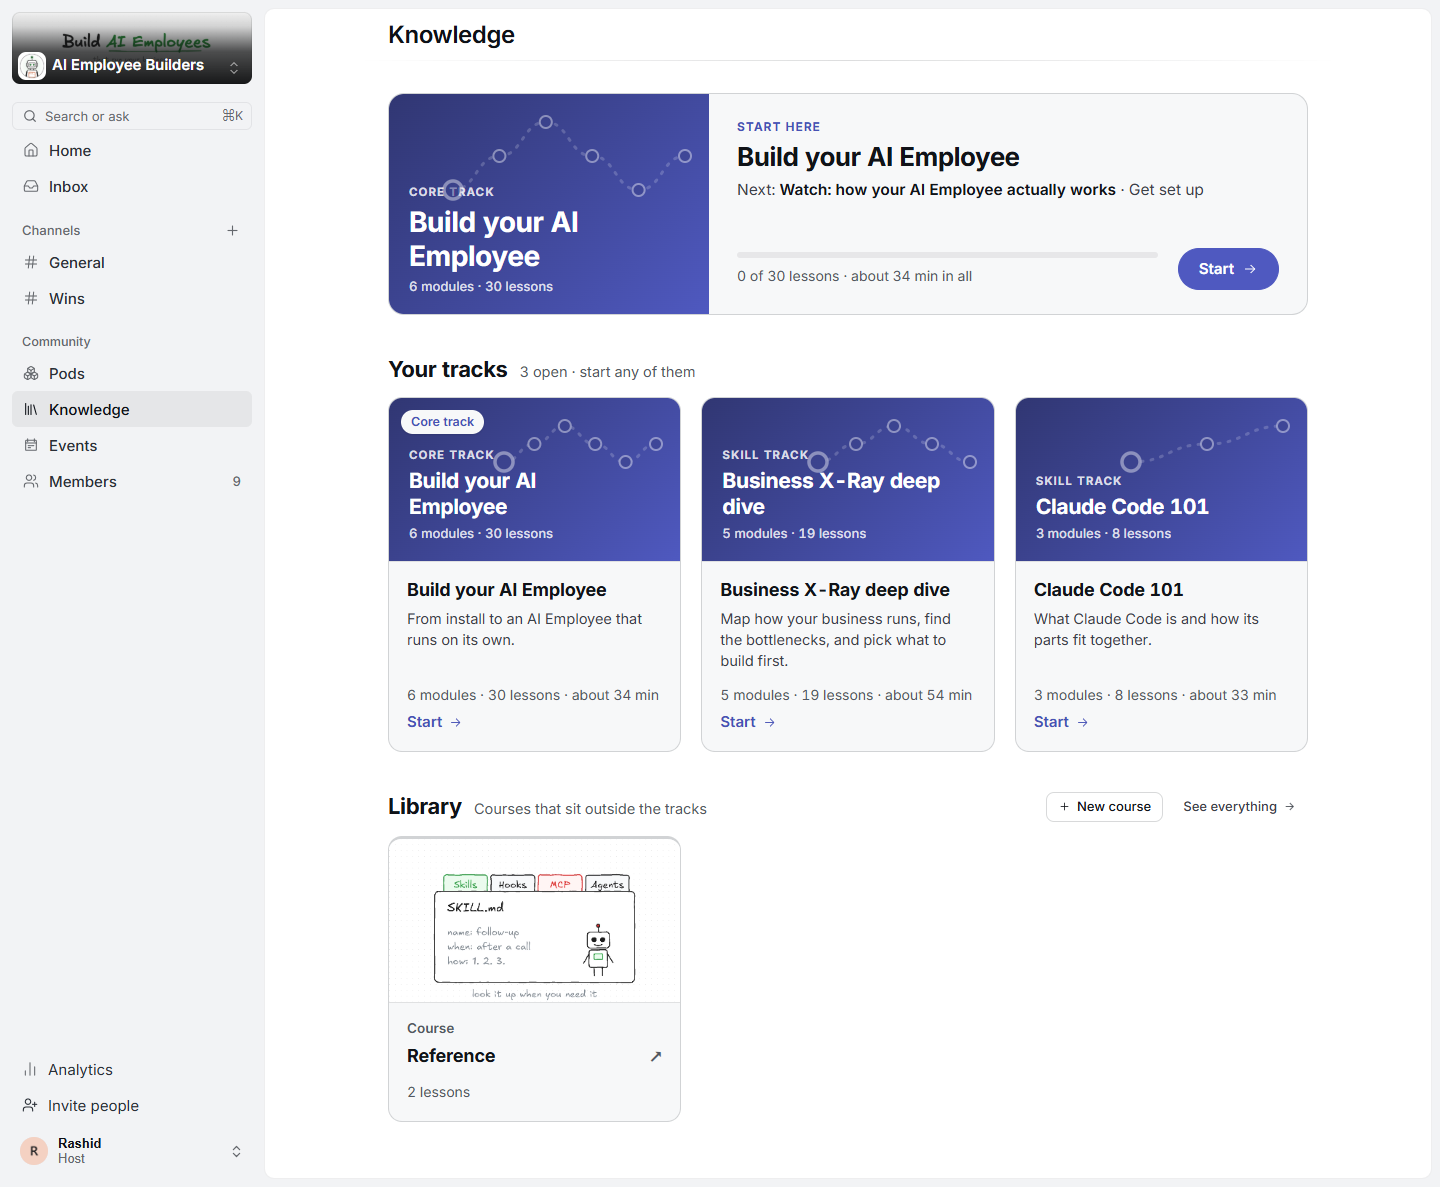 Build AI Employees
AI Employee Builders
Search or ask
⌘K
Home
Inbox
Channels
General
Wins
Community
Pods
Knowledge
Events
Members
9
Analytics
Invite people
R
Rashid
Host
Knowledge
CORE TRACK
Build your AI
Employee
6 modules · 30 lessons
START HERE
Build your AI Employee
Next: Watch: how your AI Employee actually works · Get set up
0 of 30 lessons · about 34 min in all
Start →
Your tracks
3 open · start any of them
Core track
CORE TRACK
Build your AI
Employee
6 modules · 30 lessons
Build your AI Employee
From install to an AI Employee that
runs on its own.
6 modules · 30 lessons · about 34 min
Start →
SKILL TRACK
Business X-Ray deep
dive
5 modules · 19 lessons
Business X-Ray deep dive
Map how your business runs, find
the bottlenecks, and pick what to
build first.
5 modules · 19 lessons · about 54 min
Start →
SKILL TRACK
Claude Code 101
3 modules · 8 lessons
Claude Code 101
What Claude Code is and how its
parts fit together.
3 modules · 8 lessons · about 33 min
Start →
Library
Courses that sit outside the tracks
+ New course
See everything →
Skills
Hooks
MCP
Agents
SKILL.md
name: follow-up
when: after a call
how: 1. 2. 3.
look it up when you need it
Course
Reference ↗
2 lessons